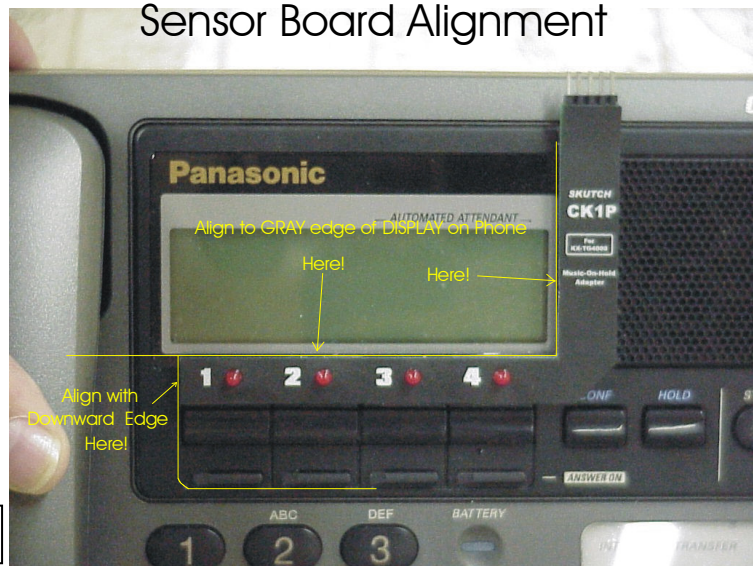 Sensor Board Alignment
Panasonic
SKUTCH
CK1P
AUTOMATED ATTENDANT
Align to GRAY edge of DISPLAY on Phone
For
KX-TG4000
Here!
Here!
Music-On-Hold
Adapter
1 2 3 4
Align with
Downward Edge
Here!
CONF HOLD
ANSWER ON
ABC DEF BATTERY
1 2 3
TRANSFER